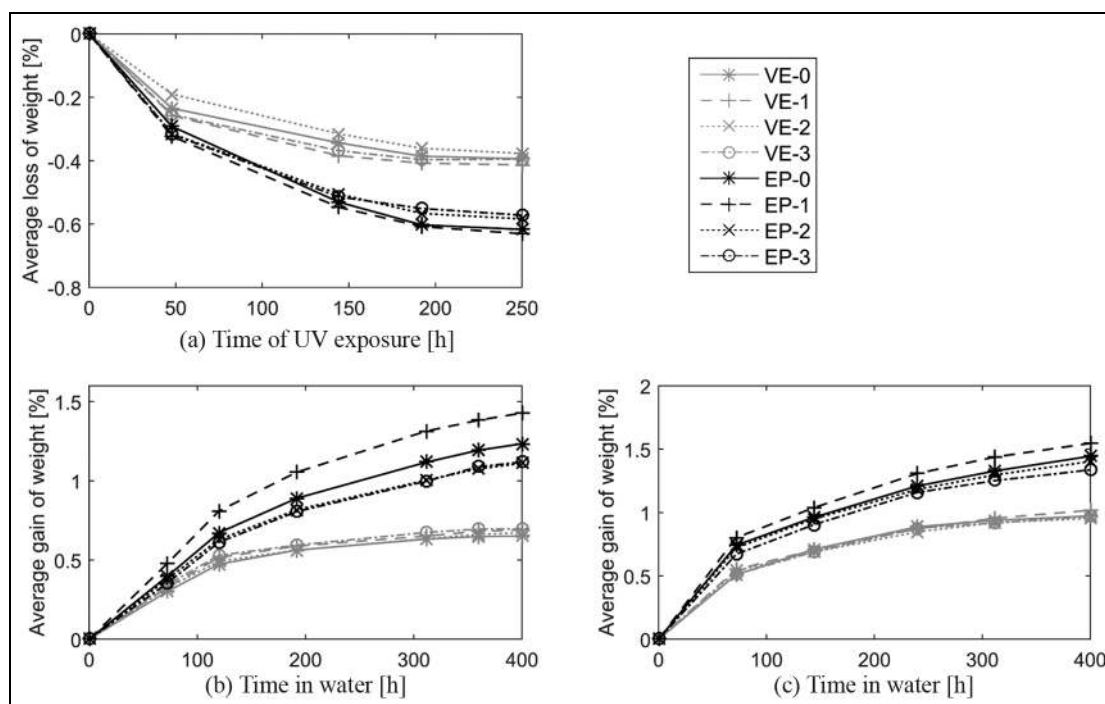 Average loss of weight [%]
0
-0.2
-0.4
-0.6
-0.8
0 50 100 150 200 250
(a) Time of UV exposure [h]
VE-0
VE-1
VE-2
VE-3
EP-0
EP-1
EP-2
EP-3
Average gain of weight [%]
1.5
1
0.5
0
0 100 200 300 400
(b) Time in water [h]
Average gain of weight [%]
2
1.5
1
0.5
0
0 100 200 300 400
(c) Time in water [h]